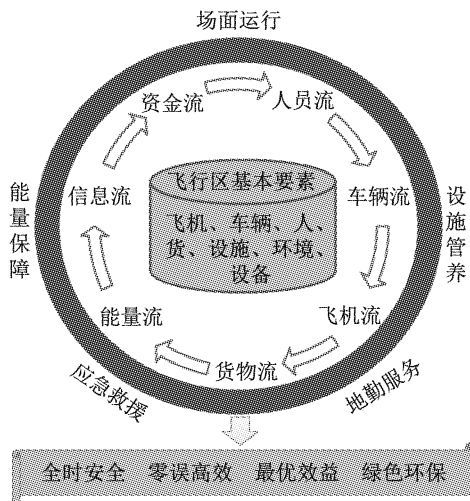 场面运行
资金流
人员流
能量保障
信息流
飞行区基本要素
车辆流
设施管养
飞机、车辆、人、
货、设施、环境、
设备
能量流
飞机流
货物流
应急救援
地勤服务
全时安全 零误高效 最优效益 绿色环保